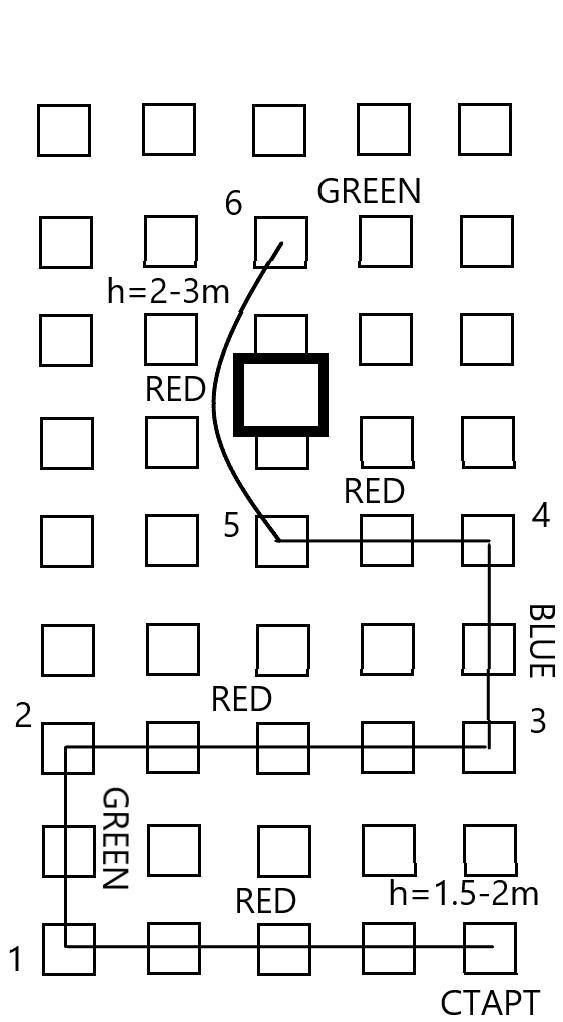 6
GREEN
h=2-3m
RED
RED
5
4
BLUE
RED
2
3
GREEN
h=1.5-2m
RED
1
СТАРТ